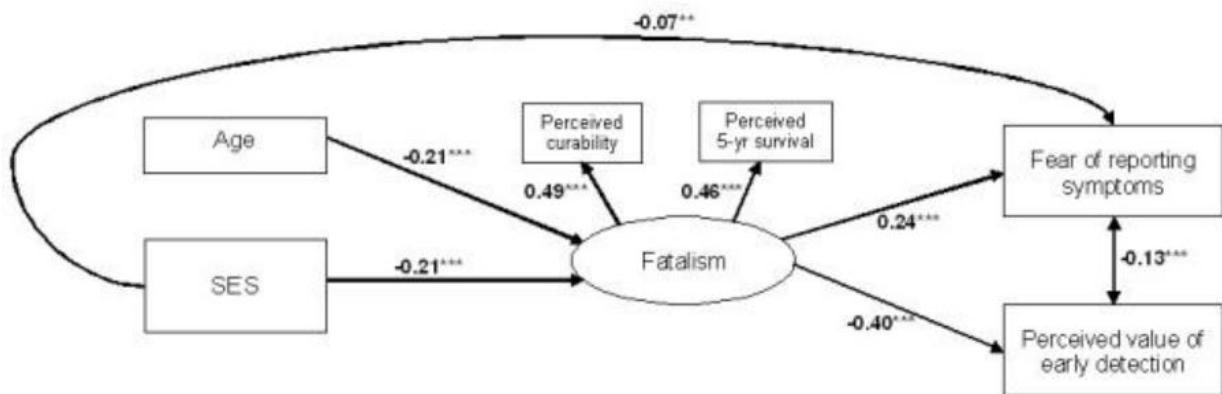 -0.07**
Age
Perceived
curability
Perceived
5-yr survival
Fear of reporting
symptoms
-0.21***
0.49***
0.46***
0.24***
SES
-0.21***
Fatalism
-0.13***
-0.40***
Perceived value of
early detection